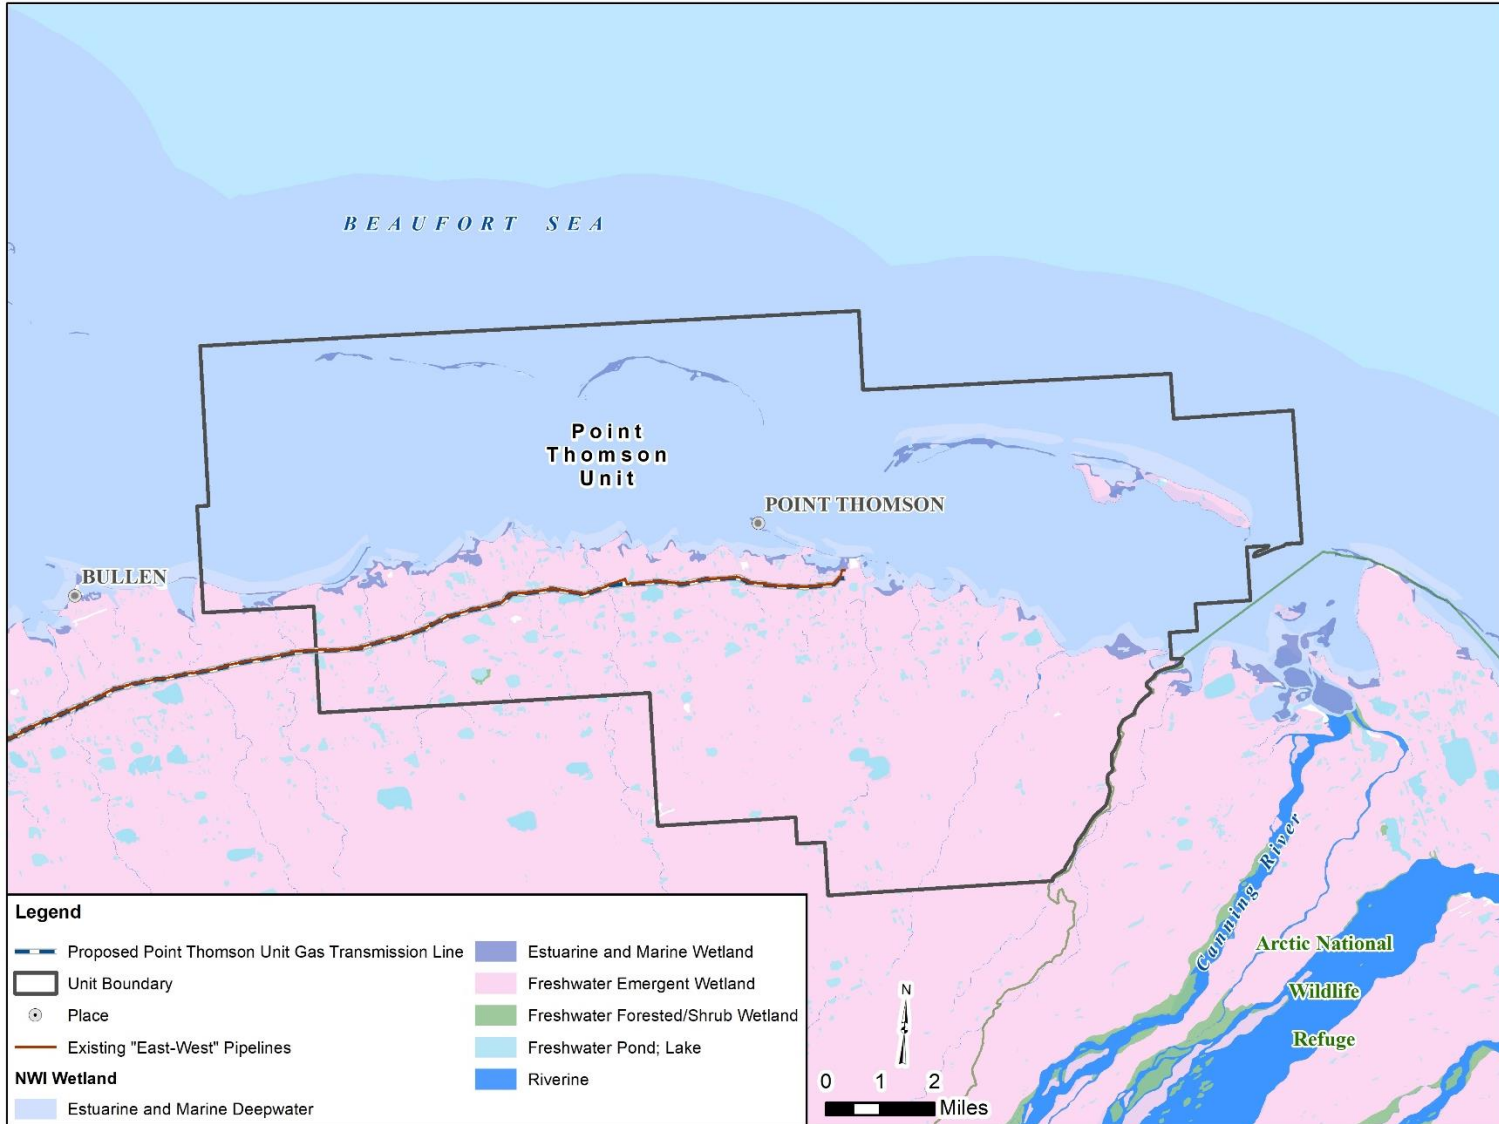 BEAUFORT SEA
Point
Thomson
Unit
POINT THOMSON
BULLEN
Canning River
Arctic National
Wildlife
Refuge
Legend
Proposed Point Thomson Unit Gas Transmission Line
Unit Boundary
Place
Existing "East-West" Pipelines
NWI Wetland
Estuarine and Marine Deepwater
Estuarine and Marine Wetland
Freshwater Emergent Wetland
Freshwater Forested/Shrub Wetland
Freshwater Pond; Lake
Riverine
N
0 1 2
Miles